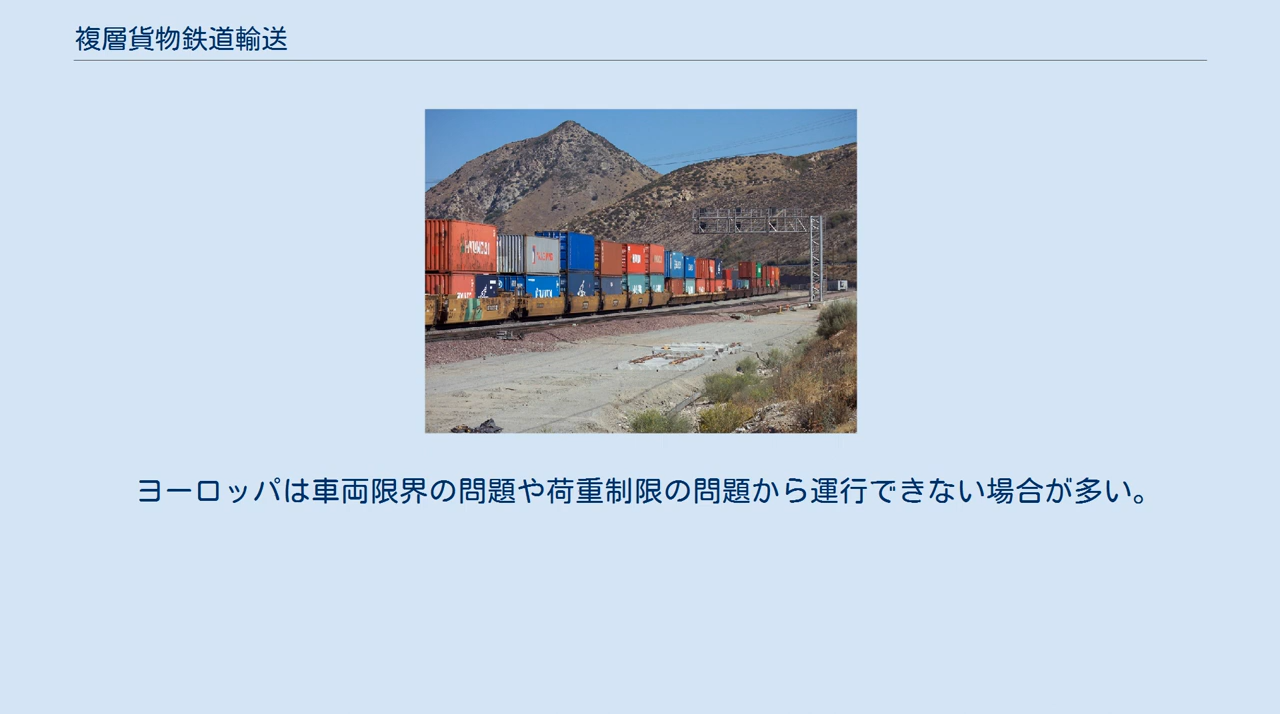 複層貨物鉄道輸送
HYUNDAI
ヨーロッパは車両限界の問題や荷重制限の問題から運行できない場合が多い。